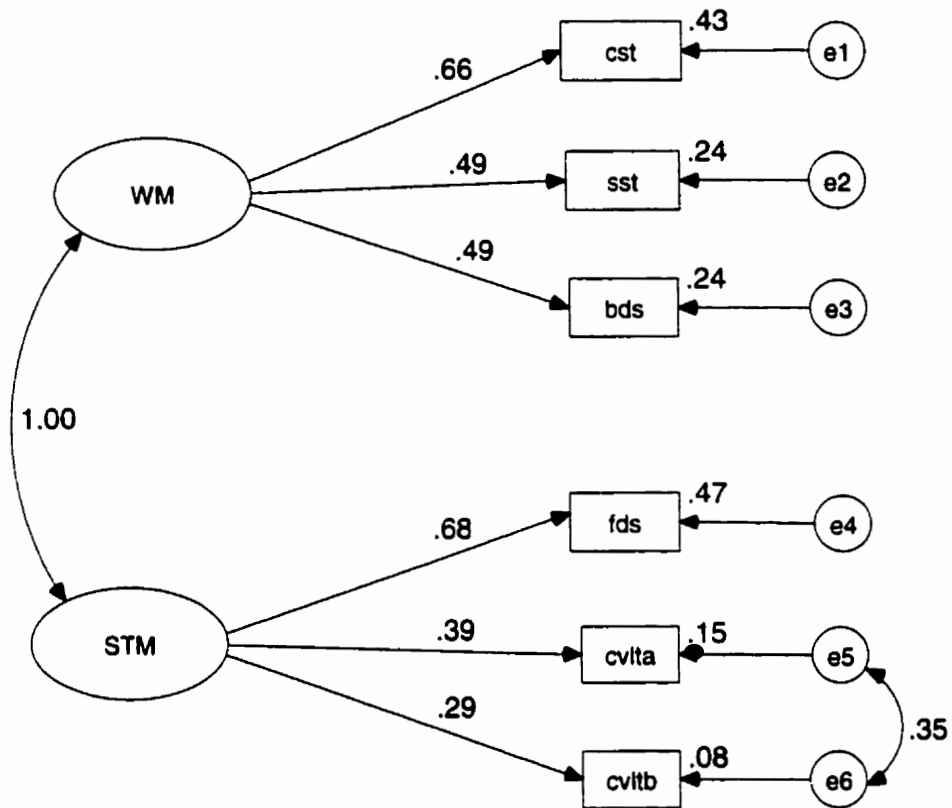 .43
cst
e1
.66
WM
.49
.24
sst
e2
.49
.24
bds
e3
1.00
.47
fds
e4
.68
STM
.39
.15
cvlta
e5
.29
.35
.08
cvltb
e6